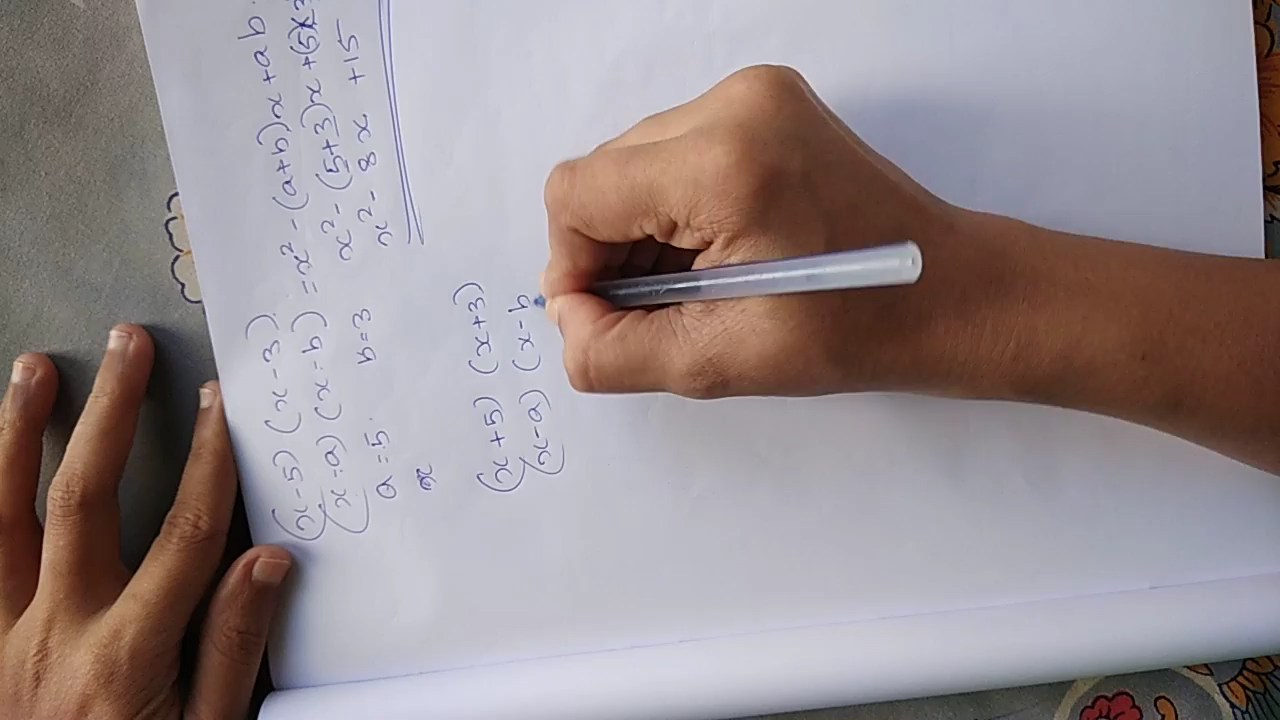 (x-5) (x-3)
(x-a) (x-b) = x² - (a+b)x + ab.
a = 5. b=3 x² - (5+3)x + (5)(3
x² - 8x +15
x
(x+5) (x+3)
(x-a) (x-b